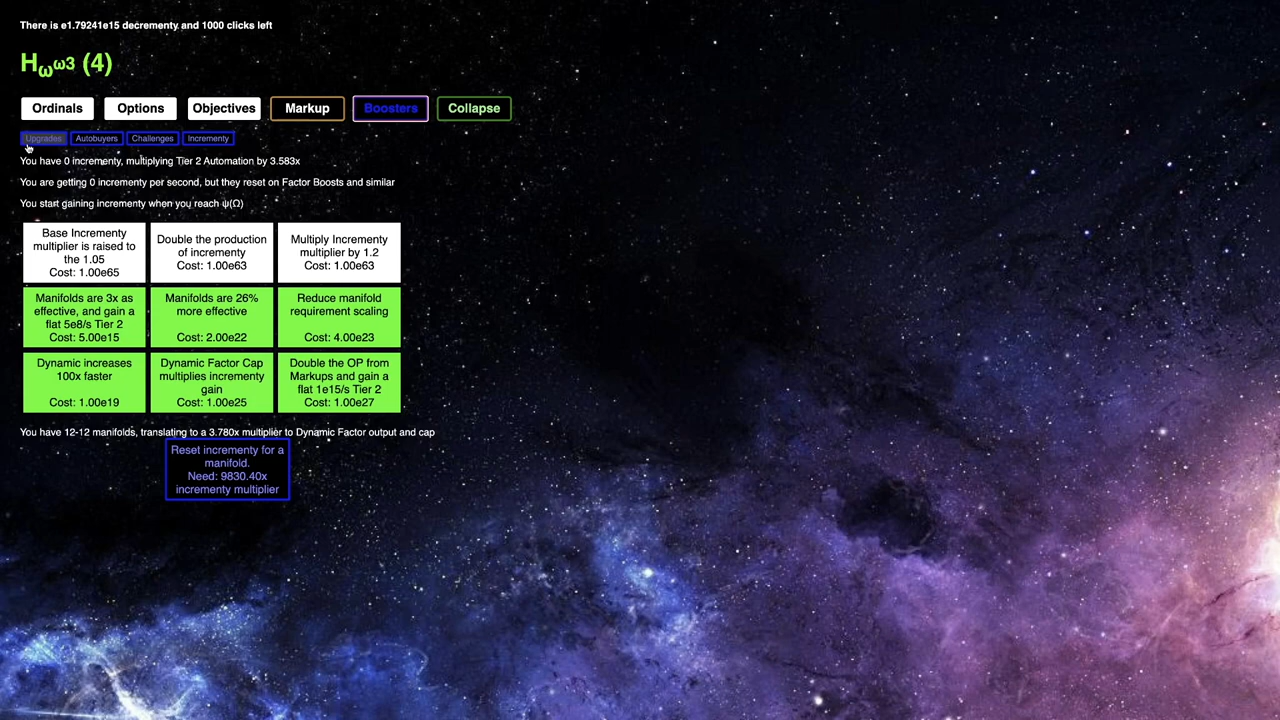 There is e1.79241e15 decrementy and 1000 clicks left
Hωω3 (4)
Ordinals Options Objectives Markup Boosters Collapse
Upgrades Autobuyers Challenges Incrementy
You have 0 incrementy, multiplying Tier 2 Automation by 3.583x
You are getting 0 incrementy per second, but they reset on Factor Boosts and similar
You start gaining incrementy when you reach ψ(Ω)
Base Incrementy
multiplier is raised to
the 1.05
Cost: 1.00e65
Double the production
of incrementy
Cost: 1.00e63
Multiply Incrementy
multiplier by 1.2
Cost: 1.00e63
Manifolds are 3x as
effective, and gain a
flat 5e8/s Tier 2
Cost: 5.00e15
Manifolds are 26%
more effective
Cost: 2.00e22
Reduce manifold
requirement scaling
Cost: 4.00e23
Dynamic increases
100x faster
Cost: 1.00e19
Dynamic Factor Cap
multiplies incrementy
gain
Cost: 1.00e25
Double the OP from
Markups and gain a
flat 1e15/s Tier 2
Cost: 1.00e27
You have 12-12 manifolds, translating to a 3.780x multiplier to Dynamic Factor output and cap
Reset incrementy for a
manifold.
Need: 9830.40x
incrementy multiplier